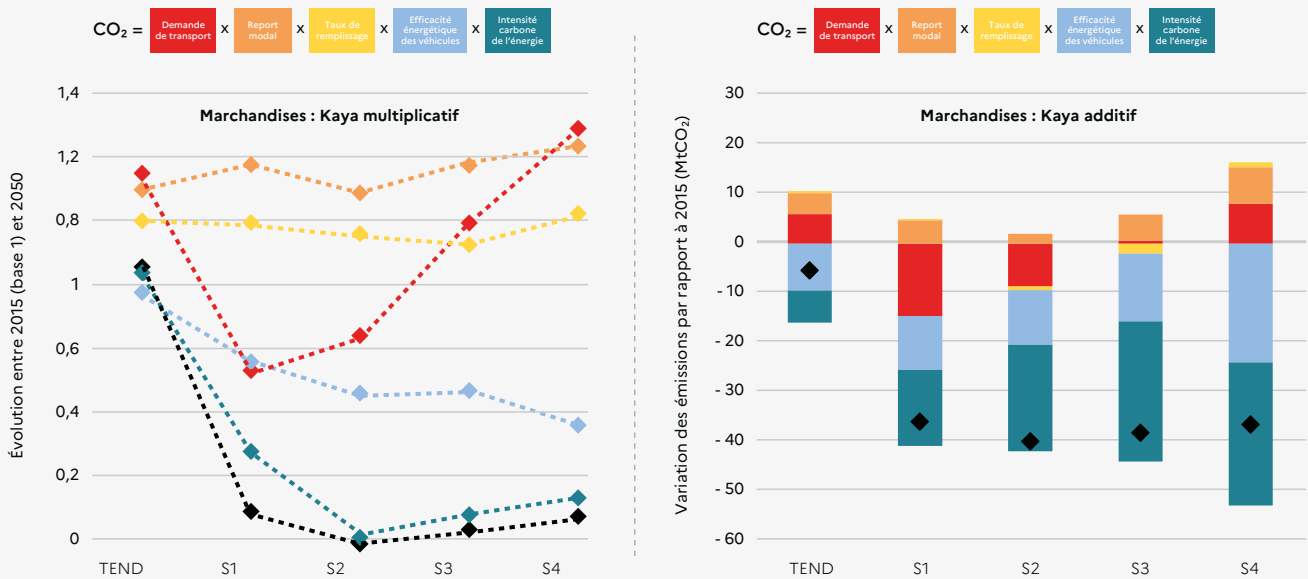 CO₂ =
Demande
de transport
x
Report
modal
x
Taux de
remplissage
x
Efficacité
énergétique
des véhicules
x
Intensité
carbone
de l'énergie
Marchandises : Kaya multiplicatif
Évolution entre 2015 (base 1) et 2050
1,4
1,2
0,8
1
0,6
0,4
0,2
0
TEND
S1
S2
S3
S4
CO₂ =
Demande
de transport
x
Report
modal
x
Taux de
remplissage
x
Efficacité
énergétique
des véhicules
x
Intensité
carbone
de l'énergie
Marchandises : Kaya additif
Variation des émissions par rapport à 2015 (MtCO₂)
30
20
10
0
- 10
- 20
- 30
- 40
- 50
- 60
TEND
S1
S2
S3
S4